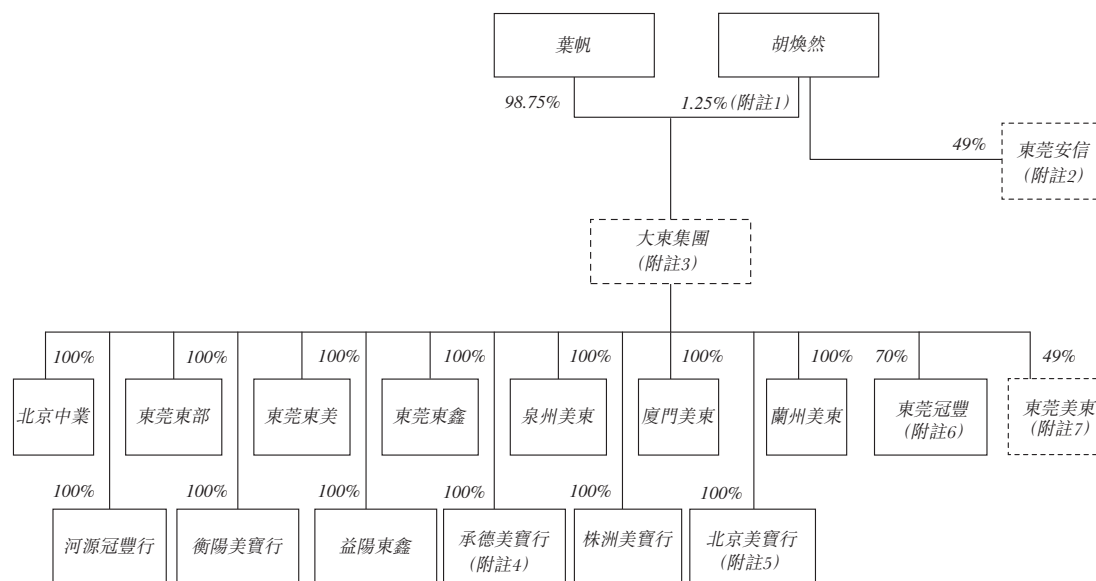 葉帆
胡煥然
98.75%
1.25%(附註1)
49%
東莞安信
(附註2)
大東集團
(附註3)
100%
100%
100%
100%
100%
100%
100%
70%
49%
北京中業
東莞東部
東莞東美
東莞東鑫
泉州美東
廈門美東
蘭州美東
東莞冠豐
(附註6)
東莞美東
(附註7)
100%
100%
100%
100%
100%
100%
河源冠豐行
衡陽美寶行
益陽東鑫
承德美寶行
(附註4)
株洲美寶行
北京美寶行
(附註5)